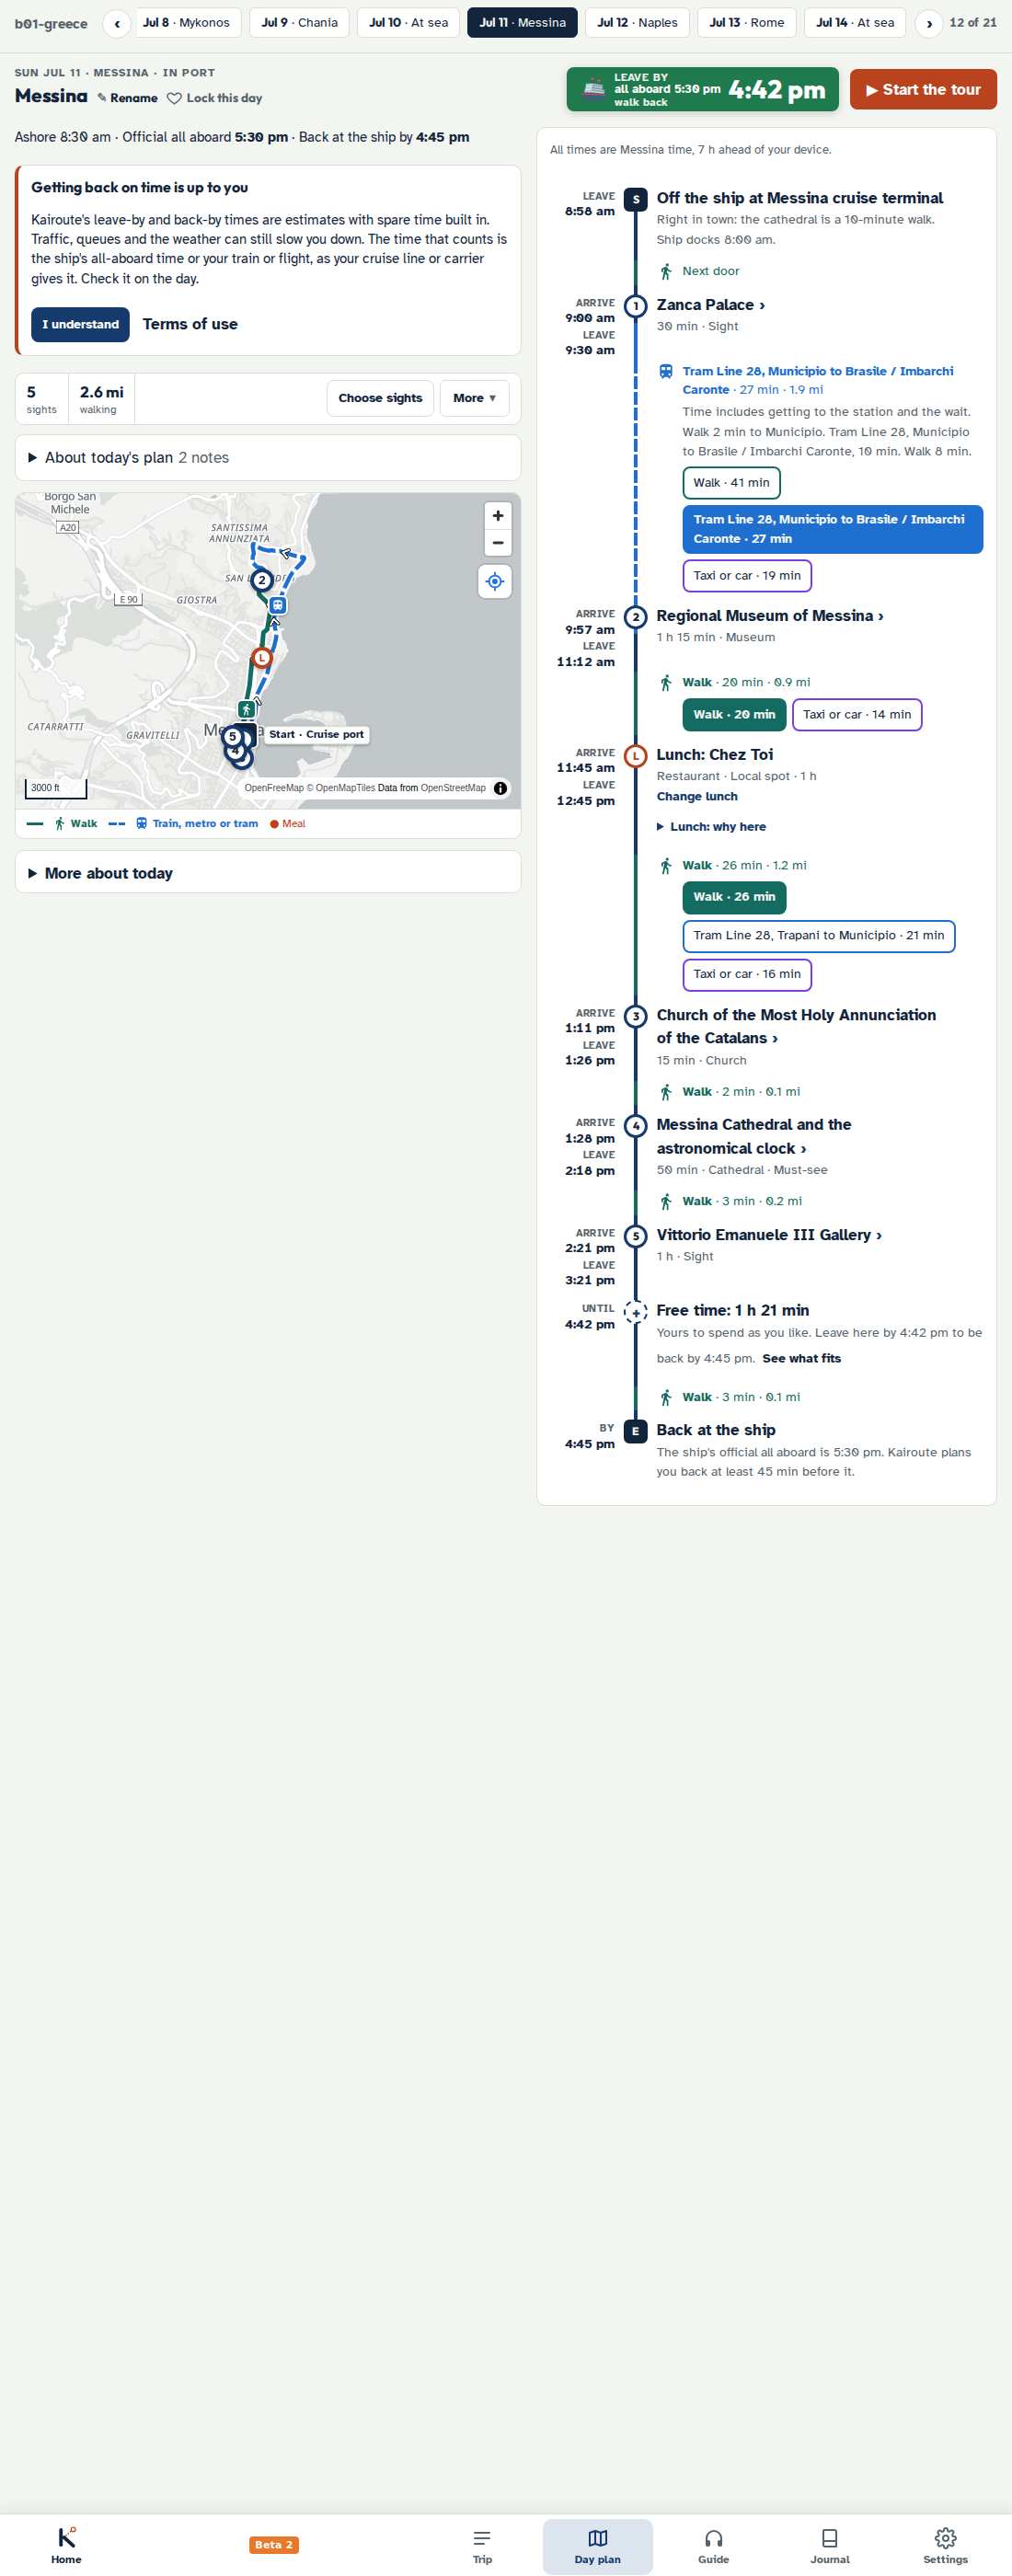 b01-greece
‹
Jul 8 · Mykonos
Jul 9 · Chania
Jul 10 · At sea
Jul 11 · Messina
Jul 12 · Naples
Jul 13 · Rome
Jul 14 · At sea
›
12 of 21
SUN JUL 11 · MESSINA · IN PORT
Messina
✎ Rename
Lock this day
LEAVE BY
all aboard 5:30 pm
walk back
4:42 pm
▶ Start the tour
Ashore 8:30 am · Official all aboard 5:30 pm · Back at the ship by 4:45 pm
Getting back on time is up to you
Kairoute's leave-by and back-by times are estimates with spare time built in.
Traffic, queues and the weather can still slow you down. The time that counts is
the ship's all-aboard time or your train or flight, as your cruise line or carrier
gives it. Check it on the day.
I understand
Terms of use
5
sights
2.6 mi
walking
Choose sights
More ▼
▶ About today's plan 2 notes
Borgo San
Michele
A20
SANTISSIMA
ANNUNZIATA
2
E 90
GIOSTRA
L
CATARRATTI
GRAVITELLI
5
4
Start · Cruise port
3000 ft
OpenFreeMap © OpenMapTiles Data from OpenStreetMap
+
−
Walk
Train, metro or tram
Meal
▶ More about today
All times are Messina time, 7 h ahead of your device.
LEAVE
8:58 am
S
Off the ship at Messina cruise terminal
Right in town: the cathedral is a 10-minute walk.
Ship docks 8:00 am.
Next door
ARRIVE
9:00 am
LEAVE
9:30 am
1
Zanca Palace ›
30 min · Sight
Tram Line 28, Municipio to Brasile / Imbarchi
Caronte · 27 min · 1.9 mi
Time includes getting to the station and the wait.
Walk 2 min to Municipio. Tram Line 28, Municipio
to Brasile / Imbarchi Caronte, 10 min. Walk 8 min.
Walk · 41 min
Tram Line 28, Municipio to Brasile / Imbarchi
Caronte · 27 min
Taxi or car · 19 min
ARRIVE
9:57 am
LEAVE
11:12 am
2
Regional Museum of Messina ›
1 h 15 min · Museum
Walk · 20 min · 0.9 mi
Walk · 20 min
Taxi or car · 14 min
ARRIVE
11:45 am
LEAVE
12:45 pm
L
Lunch: Chez Toi
Restaurant · Local spot · 1 h
Change lunch
▶ Lunch: why here
Walk · 26 min · 1.2 mi
Walk · 26 min
Tram Line 28, Trapani to Municipio · 21 min
Taxi or car · 16 min
ARRIVE
1:11 pm
LEAVE
1:26 pm
3
Church of the Most Holy Annunciation
of the Catalans ›
15 min · Church
Walk · 2 min · 0.1 mi
ARRIVE
1:28 pm
LEAVE
2:18 pm
4
Messina Cathedral and the
astronomical clock ›
50 min · Cathedral · Must-see
Walk · 3 min · 0.2 mi
ARRIVE
2:21 pm
LEAVE
3:21 pm
5
Vittorio Emanuele III Gallery ›
1 h · Sight
UNTIL
4:42 pm
+
Free time: 1 h 21 min
Yours to spend as you like. Leave here by 4:42 pm to be
back by 4:45 pm. See what fits
Walk · 3 min · 0.1 mi
BY
4:45 pm
E
Back at the ship
The ship's official all aboard is 5:30 pm. Kairoute plans
you back at least 45 min before it.
Home
Beta 2
Trip
Day plan
Guide
Journal
Settings